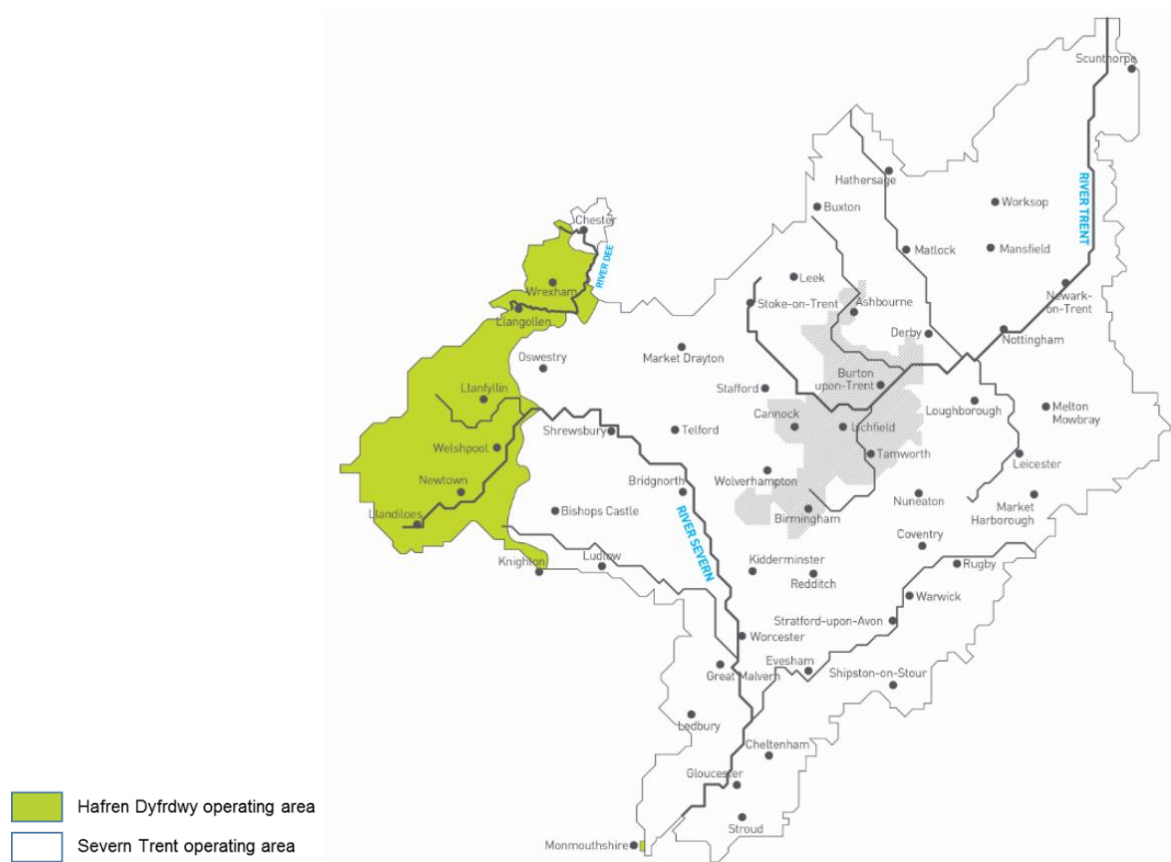 Scunthorpe
Hathersage
Buxton
Worksop
RIVER TRENT
Chester
Matlock
Mansfield
RIVER DEE
Leek
Wrexham
Stoke-on-Trent
Ashbourne
Newark-
on-Trent
Llangollen
Derby
Nottingham
Oswestry
Market Drayton
Llanfyllin
Stafford
Burton
upon-Trent
Loughborough
Melton
Mowbray
Cannock
Shrewsbury
Telford
Lichfield
Welshpool
Tamworth
Leicester
Wolverhampton
Newtown
Bridgnorth
Nuneaton
Market
Harborough
Llandiloes
Bishops Castle
Birmingham
RIVER SEVERN
Coventry
Knighton
Ludlow
Kidderminster
Redditch
Rugby
Warwick
Stratford-upon-Avon
Worcester
Evesham
Great Malvern
Shipston-on-Stour
Ledbury
Cheltenham
Gloucester
Stroud
Monmouthshire
Hafren Dyfrdwy operating area
Severn Trent operating area